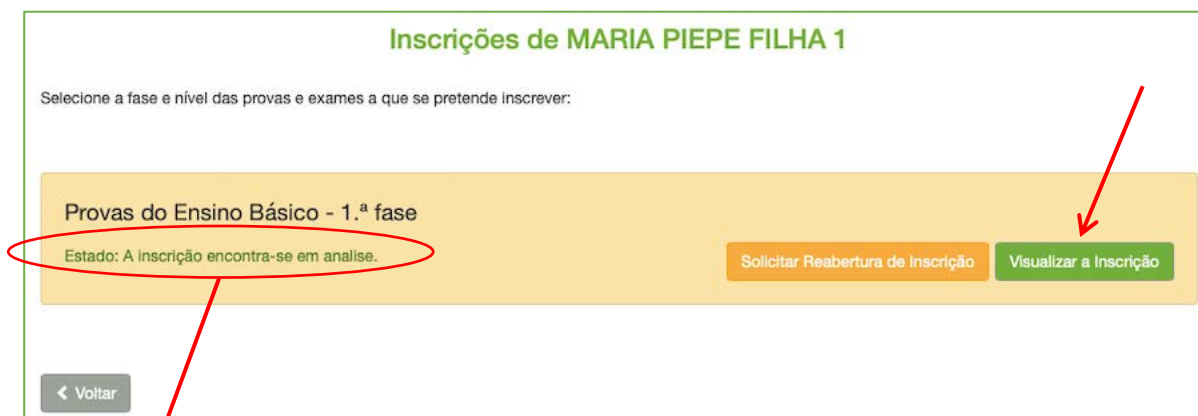 Inscrições de MARIA PIEPE FILHA 1
Selecione a fase e nível das provas e exames a que se pretende inscrever:
Provas do Ensino Básico - 1.ª fase
Estado: A inscrição encontra-se em analise.
Solicitar Reabertura de Inscrição
Visualizar a Inscrição
Voltar